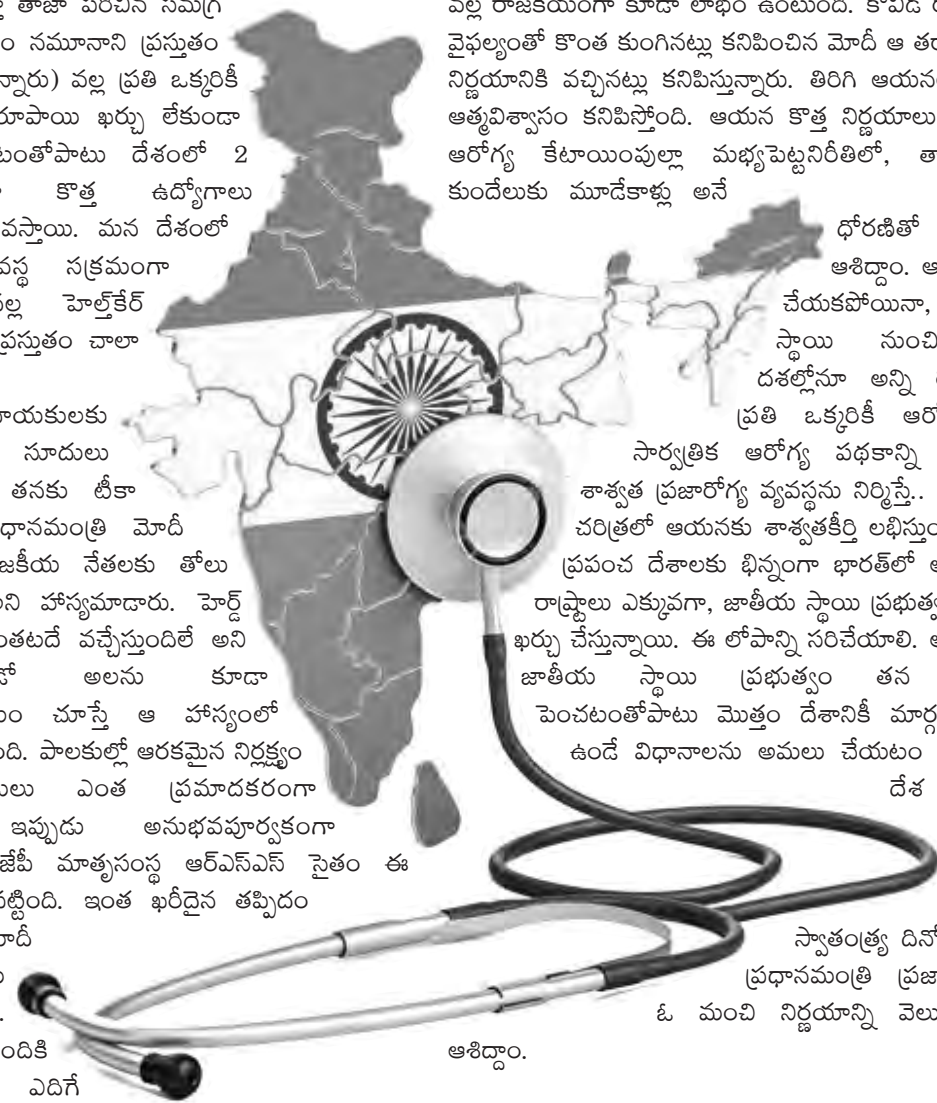 తాజా పరిచిన సమగ్ర
నమూనాని ప్రస్తుతం
న్నారు) వల్ల ప్రతి ఒక్కరికీ
రూపాయి ఖర్చు లేకుండా
టంతోపాటు దేశంలో 2
కొత్త ఉద్యోగాలు
వస్తాయి. మన దేశంలో
వస్థ సక్రమంగా
వల్ల హెల్త్‌కేర్
ప్రస్తుతం చాలా
నాయకులకు
సూదులు
తనకు టీకా
ధానమంత్రి మోదీ
జకీయ నేతలకు తోలు
ని హాస్యమాడారు. హెర్డ్
ంతటదే వచ్చేస్తుందిలే అని
డో అలను కూడా
ం చూస్తే ఆ హాస్యంలో
ంది. పాలకుల్లో ఆరకమైన నిర్లక్ష్యం
లు ఎంత ప్రమాదకరంగా
ఇప్పుడు అనుభవపూర్వకంగా
జేపీ మాతృసంస్థ ఆర్ఎస్ఎస్ సైతం ఈ
పట్టింది. ఇంత ఖరీదైన తప్పిదం
ోదీ
ందికి
ఎదిగే
వల్ల రాజకీయంగా కూడా లాభం ఉంటుంది. కోవిడ్
వైఫల్యంతో కొంత కుంగినట్లు కనిపించిన మోదీ ఆ తర
నిర్ణయానికి వచ్చినట్లు కనిపిస్తున్నారు. తిరిగి ఆయన
ఆత్మవిశ్వాసం కనిపిస్తోంది. ఆయన కొత్త నిర్ణయాలు
ఆరోగ్య కేటాయింపుల్లా మభ్యపెట్టనిరీతిలో, తా
కుందేలుకు మూడేకాళ్లు అనే
ధోరణితో
ఆశిద్దాం. ఆ
చేయకపోయినా,
స్థాయి నుంచి
దశల్లోనూ అన్ని
ప్రతి ఒక్కరికీ ఆరో
సార్వత్రిక ఆరోగ్య పథకాన్ని
శాశ్వత ప్రజారోగ్య వ్యవస్థను నిర్మిస్తే..
చరిత్రలో ఆయనకు శాశ్వతకీర్తి లభిస్తుం
ప్రపంచ దేశాలకు భిన్నంగా భారత్‌లో ఆ
రాష్ట్రాలు ఎక్కువగా, జాతీయ స్థాయి ప్రభుత్వ
ఖర్చు చేస్తున్నాయి. ఈ లోపాన్ని సరిచేయాలి. ఆ
జాతీయ స్థాయి ప్రభుత్వం తన
పెంచటంతోపాటు మొత్తం దేశానికీ మార్గ
ఉండే విధానాలను అమలు చేయటం
దేశ
స్వాతంత్ర్య దినో
ప్రధానమంత్రి ప్రజా
ఓ మంచి నిర్ణయాన్ని వెలు
ఆశిద్దాం.